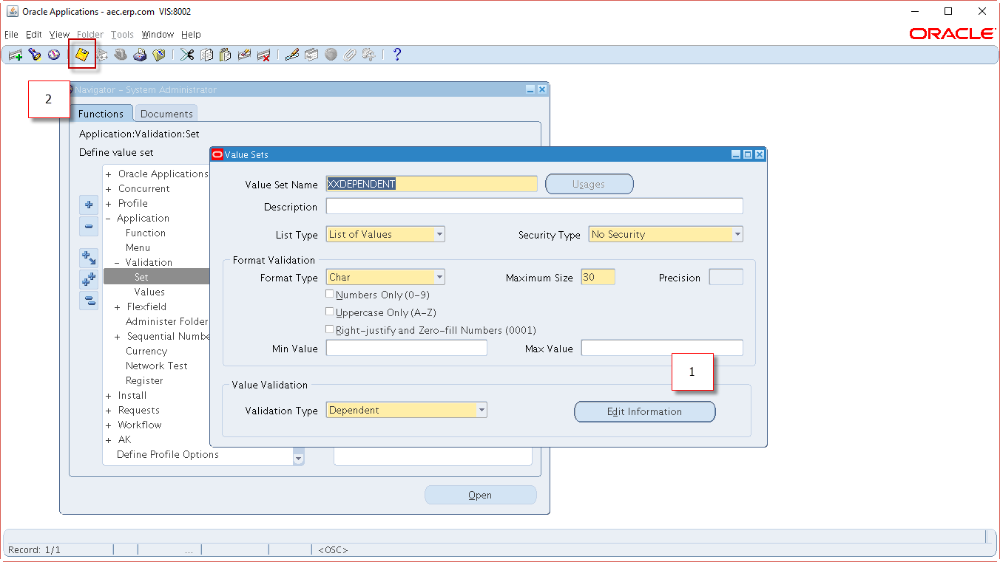 Oracle Applications - aec.erp.com VIS:8002
File Edit View Folder Tools Window Help
ORACLE
?
2
Navigator - System Administrator
Functions Documents
Application:Validation:Set
Define value set
+ Oracle Applications
+ Concurrent
+ Profile
- Application
Function
Menu
- Validation
Set
Values
+ Flexfield
Administer Folder
+ Sequential Numbe
Currency
Network Test
Register
+ Install
+ Requests
+ Workflow
+ AK
Define Profile Options
Open
Value Sets
Value Set Name XXDEPENDENT Usages
Description
List Type List of Values Security Type No Security
Format Validation
Format Type Char Maximum Size 30 Precision
Numbers Only (0-9)
Uppercase Only (A-Z)
Right-justify and Zero-fill Numbers (0001)
Min Value Max Value
1
Value Validation
Validation Type Dependent Edit Information
Record: 1/1 ... <OSC>